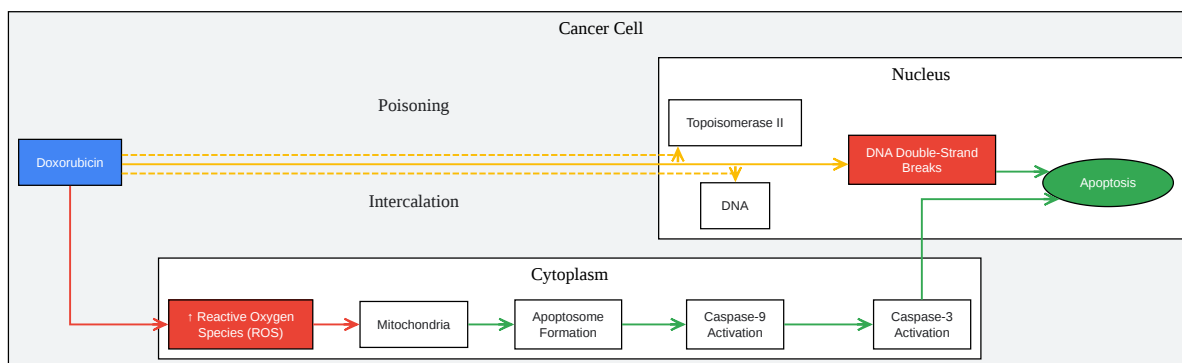 Cancer Cell
Nucleus
Poisoning
Topoisomerase II
Doxorubicin
DNA Double-Strand
Breaks
Apoptosis
Intercalation
DNA
Cytoplasm
↑ Reactive Oxygen
Species (ROS)
Mitochondria
Apoptosome
Formation
Caspase-9
Activation
Caspase-3
Activation